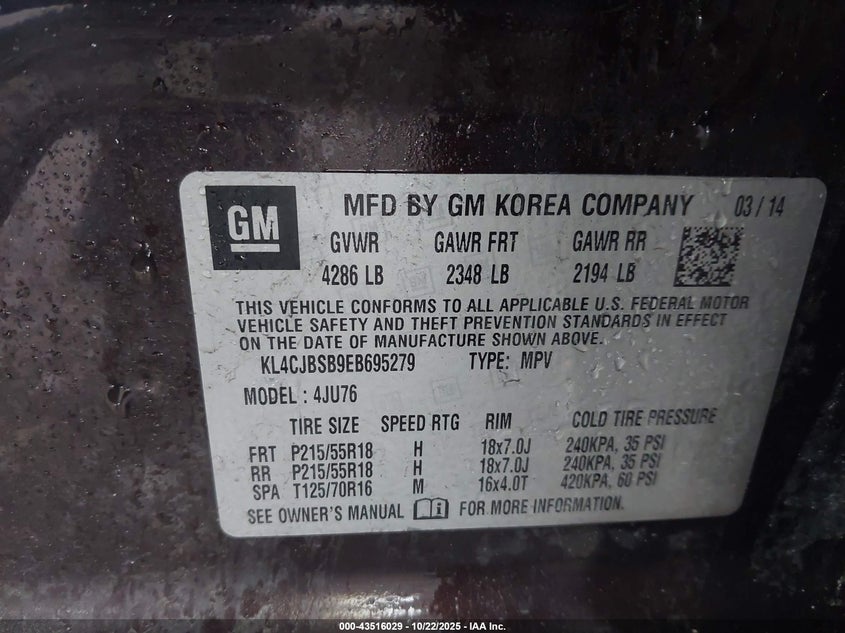 GM MFD BY GM KOREA COMPANY 03/14
GVWR GAWR FRT GAWR RR
4286 LB 2348 LB 2194 LB
THIS VEHICLE CONFORMS TO ALL APPLICABLE U.S. FEDERAL MOTOR
VEHICLE SAFETY AND THEFT PREVENTION STANDARDS IN EFFECT
ON THE DATE OF MANUFACTURE SHOWN ABOVE.
KL4CJBSB9EB695279 TYPE: MPV
MODEL : 4JU76
TIRE SIZE SPEED RTG RIM COLD TIRE PRESSURE
FRT P215/55R18 H 18x7.0J 240KPA, 35 PSI
RR P215/55R18 H 18x7.0J 240KPA, 35 PSI
SPA T125/70R16 M 16x4.0T 420KPA, 60 PSI
SEE OWNER'S MANUAL FOR MORE INFORMATION.
000-43516029 - 10/22/2025 - IAA Inc.